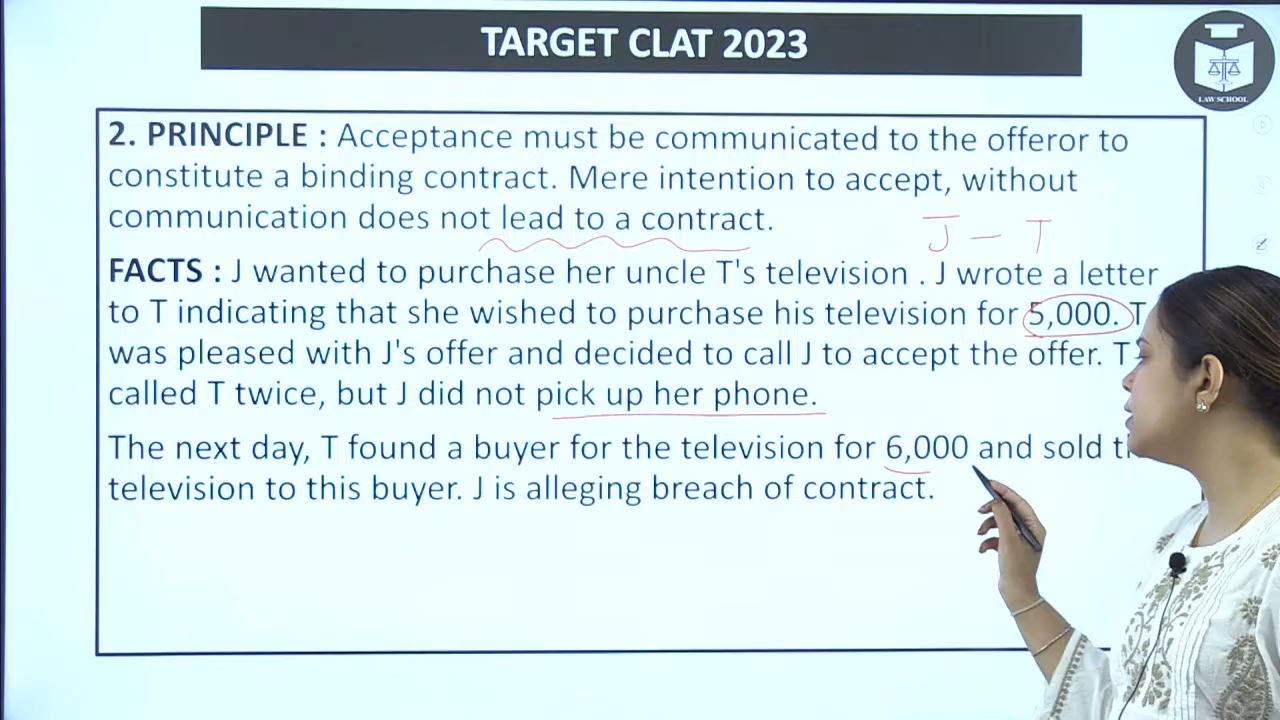 TARGET CLAT 2023
LAW SCHOOL
2. PRINCIPLE : Acceptance must be communicated to the offeror to
constitute a binding contract. Mere intention to accept, without
communication does not lead to a contract.
J – T
FACTS : J wanted to purchase her uncle T's television . J wrote a letter
to T indicating that she wished to purchase his television for 5,000. T
was pleased with J's offer and decided to call J to accept the offer. T
called T twice, but J did not pick up her phone.
The next day, T found a buyer for the television for 6,000 and sold
television to this buyer. J is alleging breach of contract.